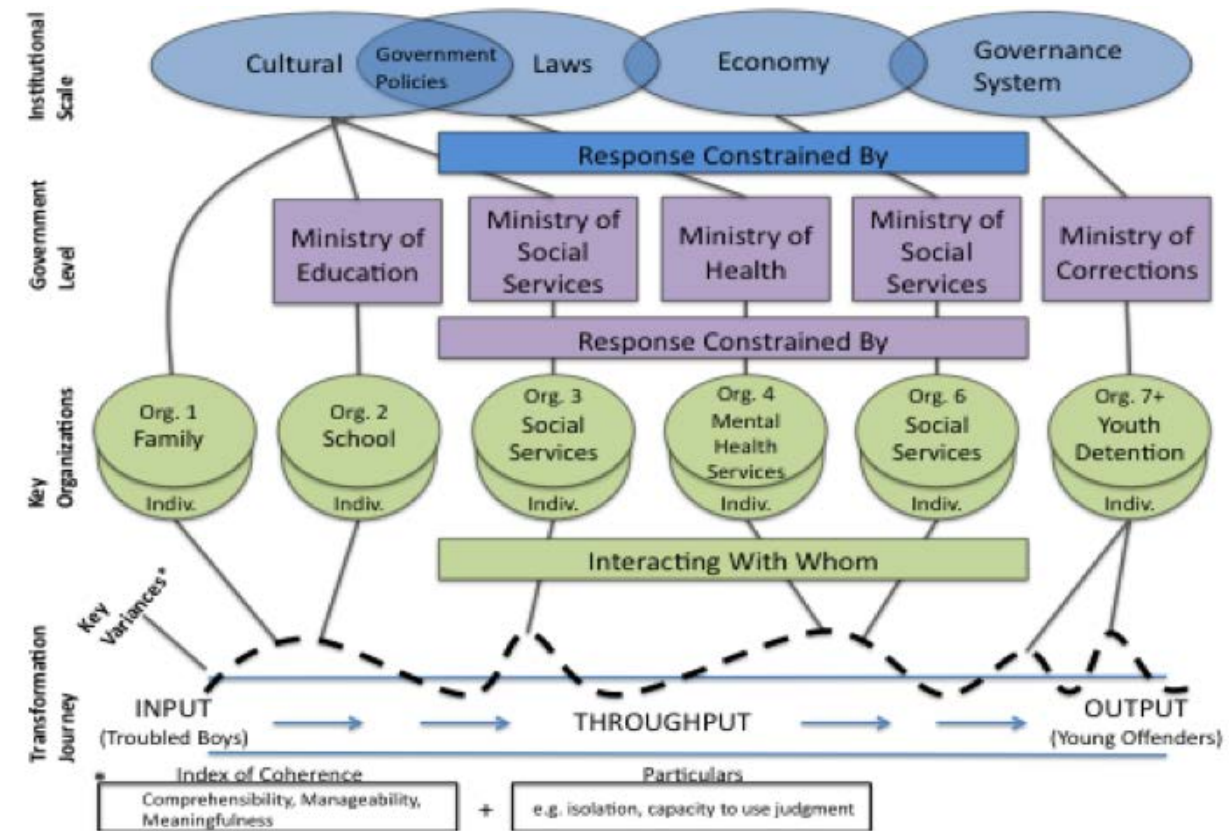 Institutional
Scale
Cultural
Government
Policies
Laws
Economy
Governance
System
Response Constrained By
Government
Level
Ministry of
Education
Ministry of
Social
Services
Ministry of
Health
Ministry of
Social
Services
Ministry of
Corrections
Response Constrained By
Key
Organizations
Org. 1
Family
Indiv.
Org. 2
School
Indiv.
Org. 3
Social
Services
Indiv.
Org. 4
Mental
Health
Services
Indiv.
Org. 6
Social
Services
Indiv.
Org. 7+
Youth
Detention
Indiv.
Interacting With Whom
Key
Variances*
Transformation
Journey
INPUT
(Troubled Boys)
THROUGHPUT
OUTPUT
(Young Offenders)
* Index of Coherence
Comprehensibility, Manageability,
Meaningfulness
+
Particulars
e.g. isolation, capacity to use judgment